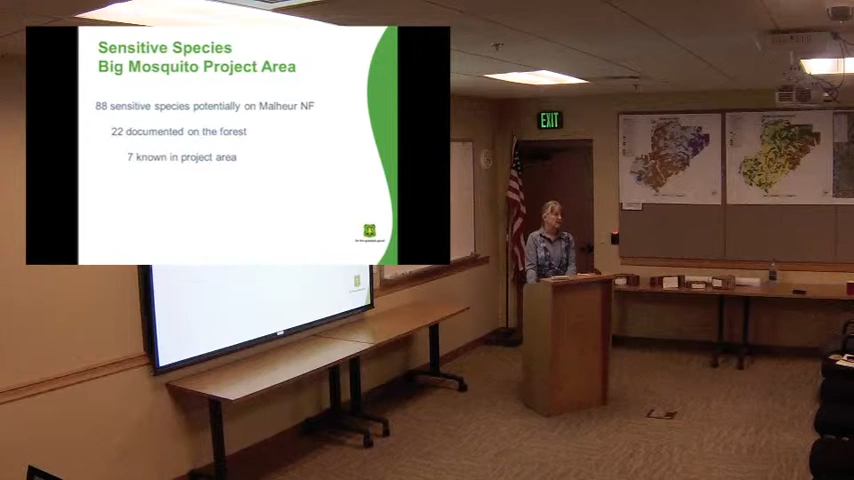 Sensitive Species
Big Mosquito Project Area
88 sensitive species potentially on Malheur NF
22 documented on the forest
7 known in project area
EXIT